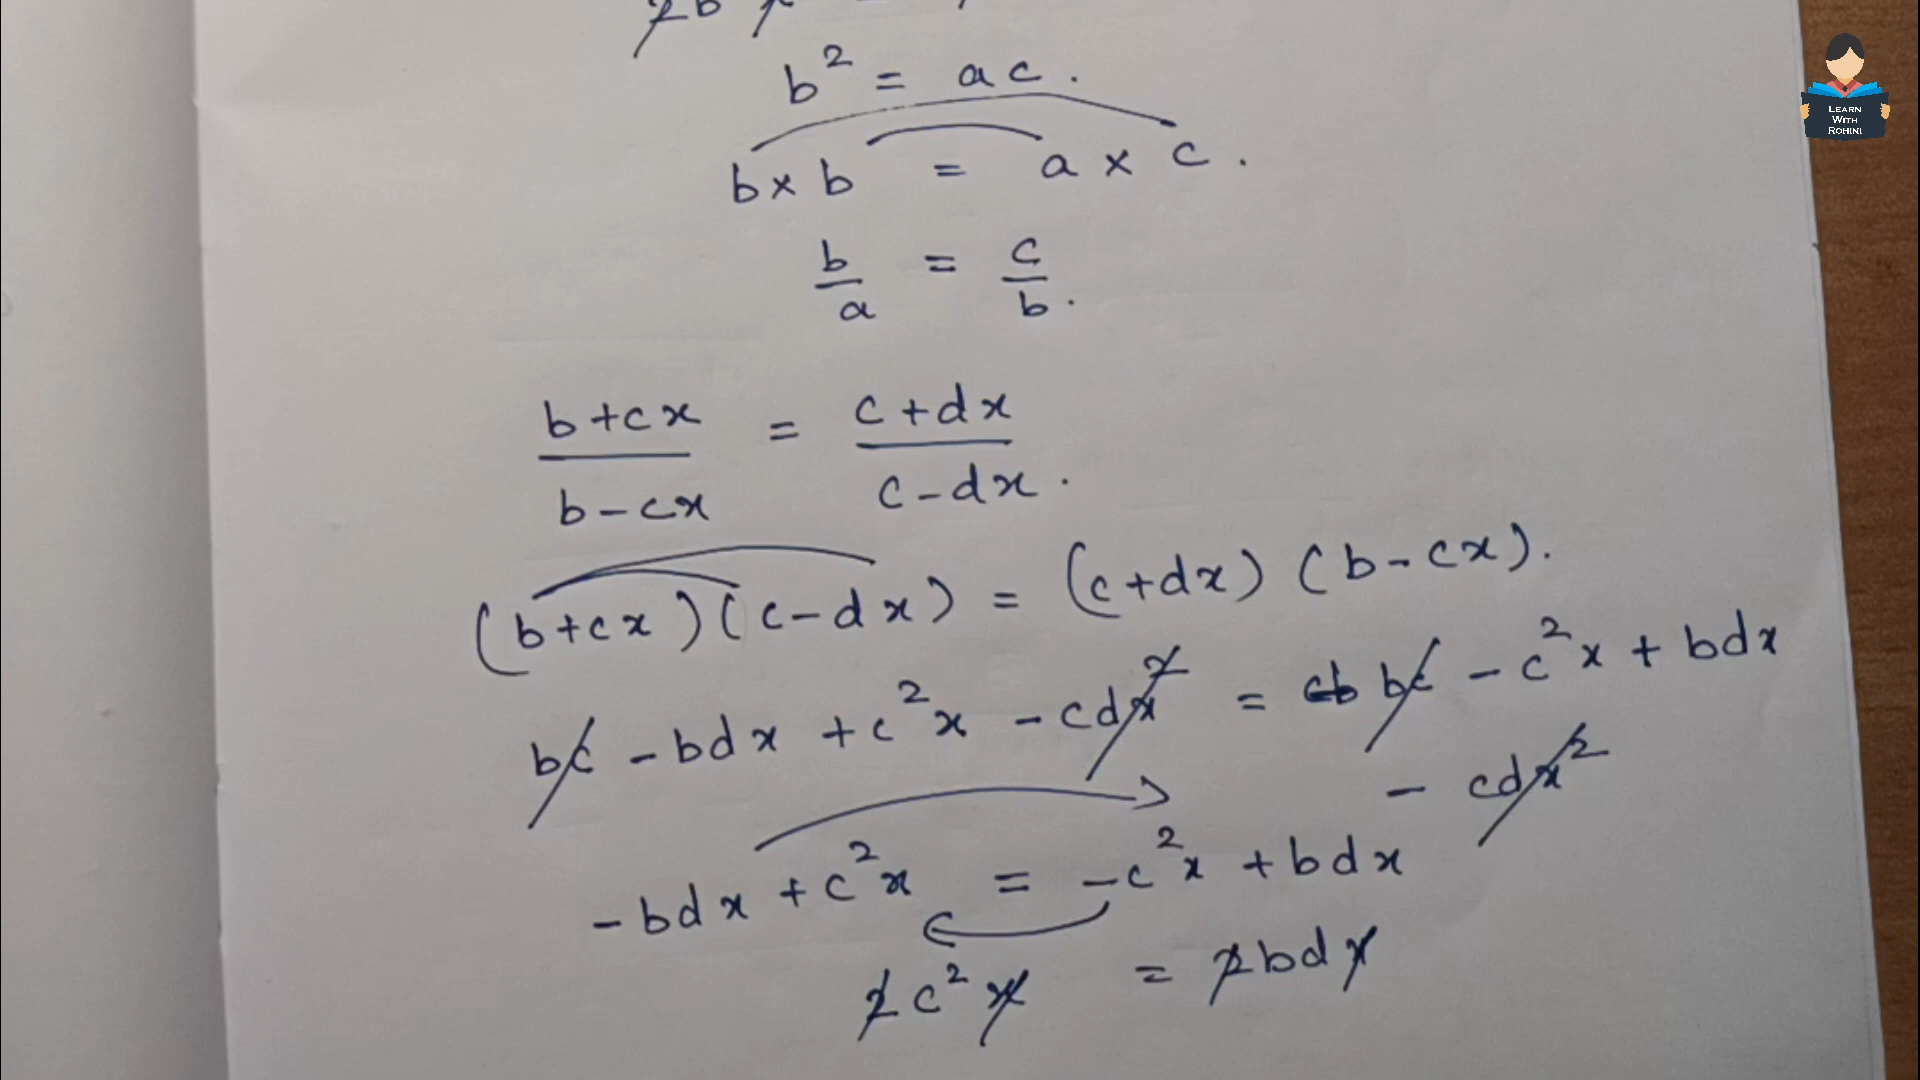 b² = ac.
b × b = a × c.
b/a = c/b.
b+cx/b-cx = c+dx/c-dx.
(b+cx)(c-dx) = (c+dx)(b-cx).
bc - bdx + c²x - cdx² = bc - c²x + bdx
- cdx²
-bdx + c²x = -c²x + bdx
2c²x = 2bdx
LEARN
WITH
ROHINI